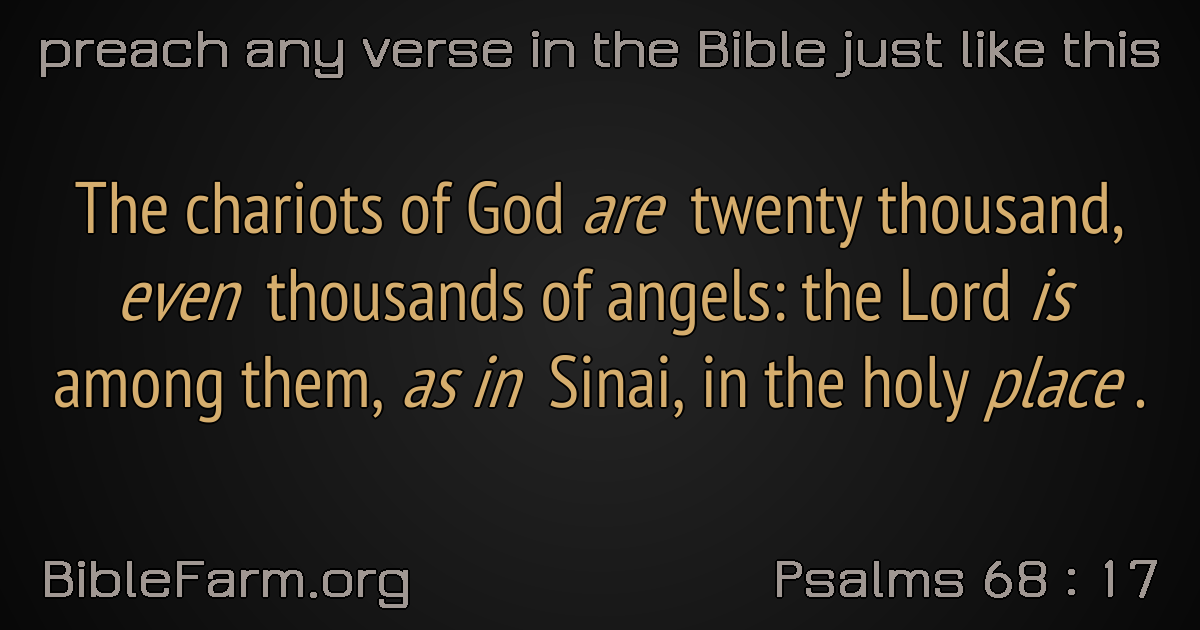 preach any verse in the Bible just like this
The chariots of God are twenty thousand,
even thousands of angels: the Lord is
among them, as in Sinai, in the holy place .
BibleFarm.org
Psalms 68 : 17